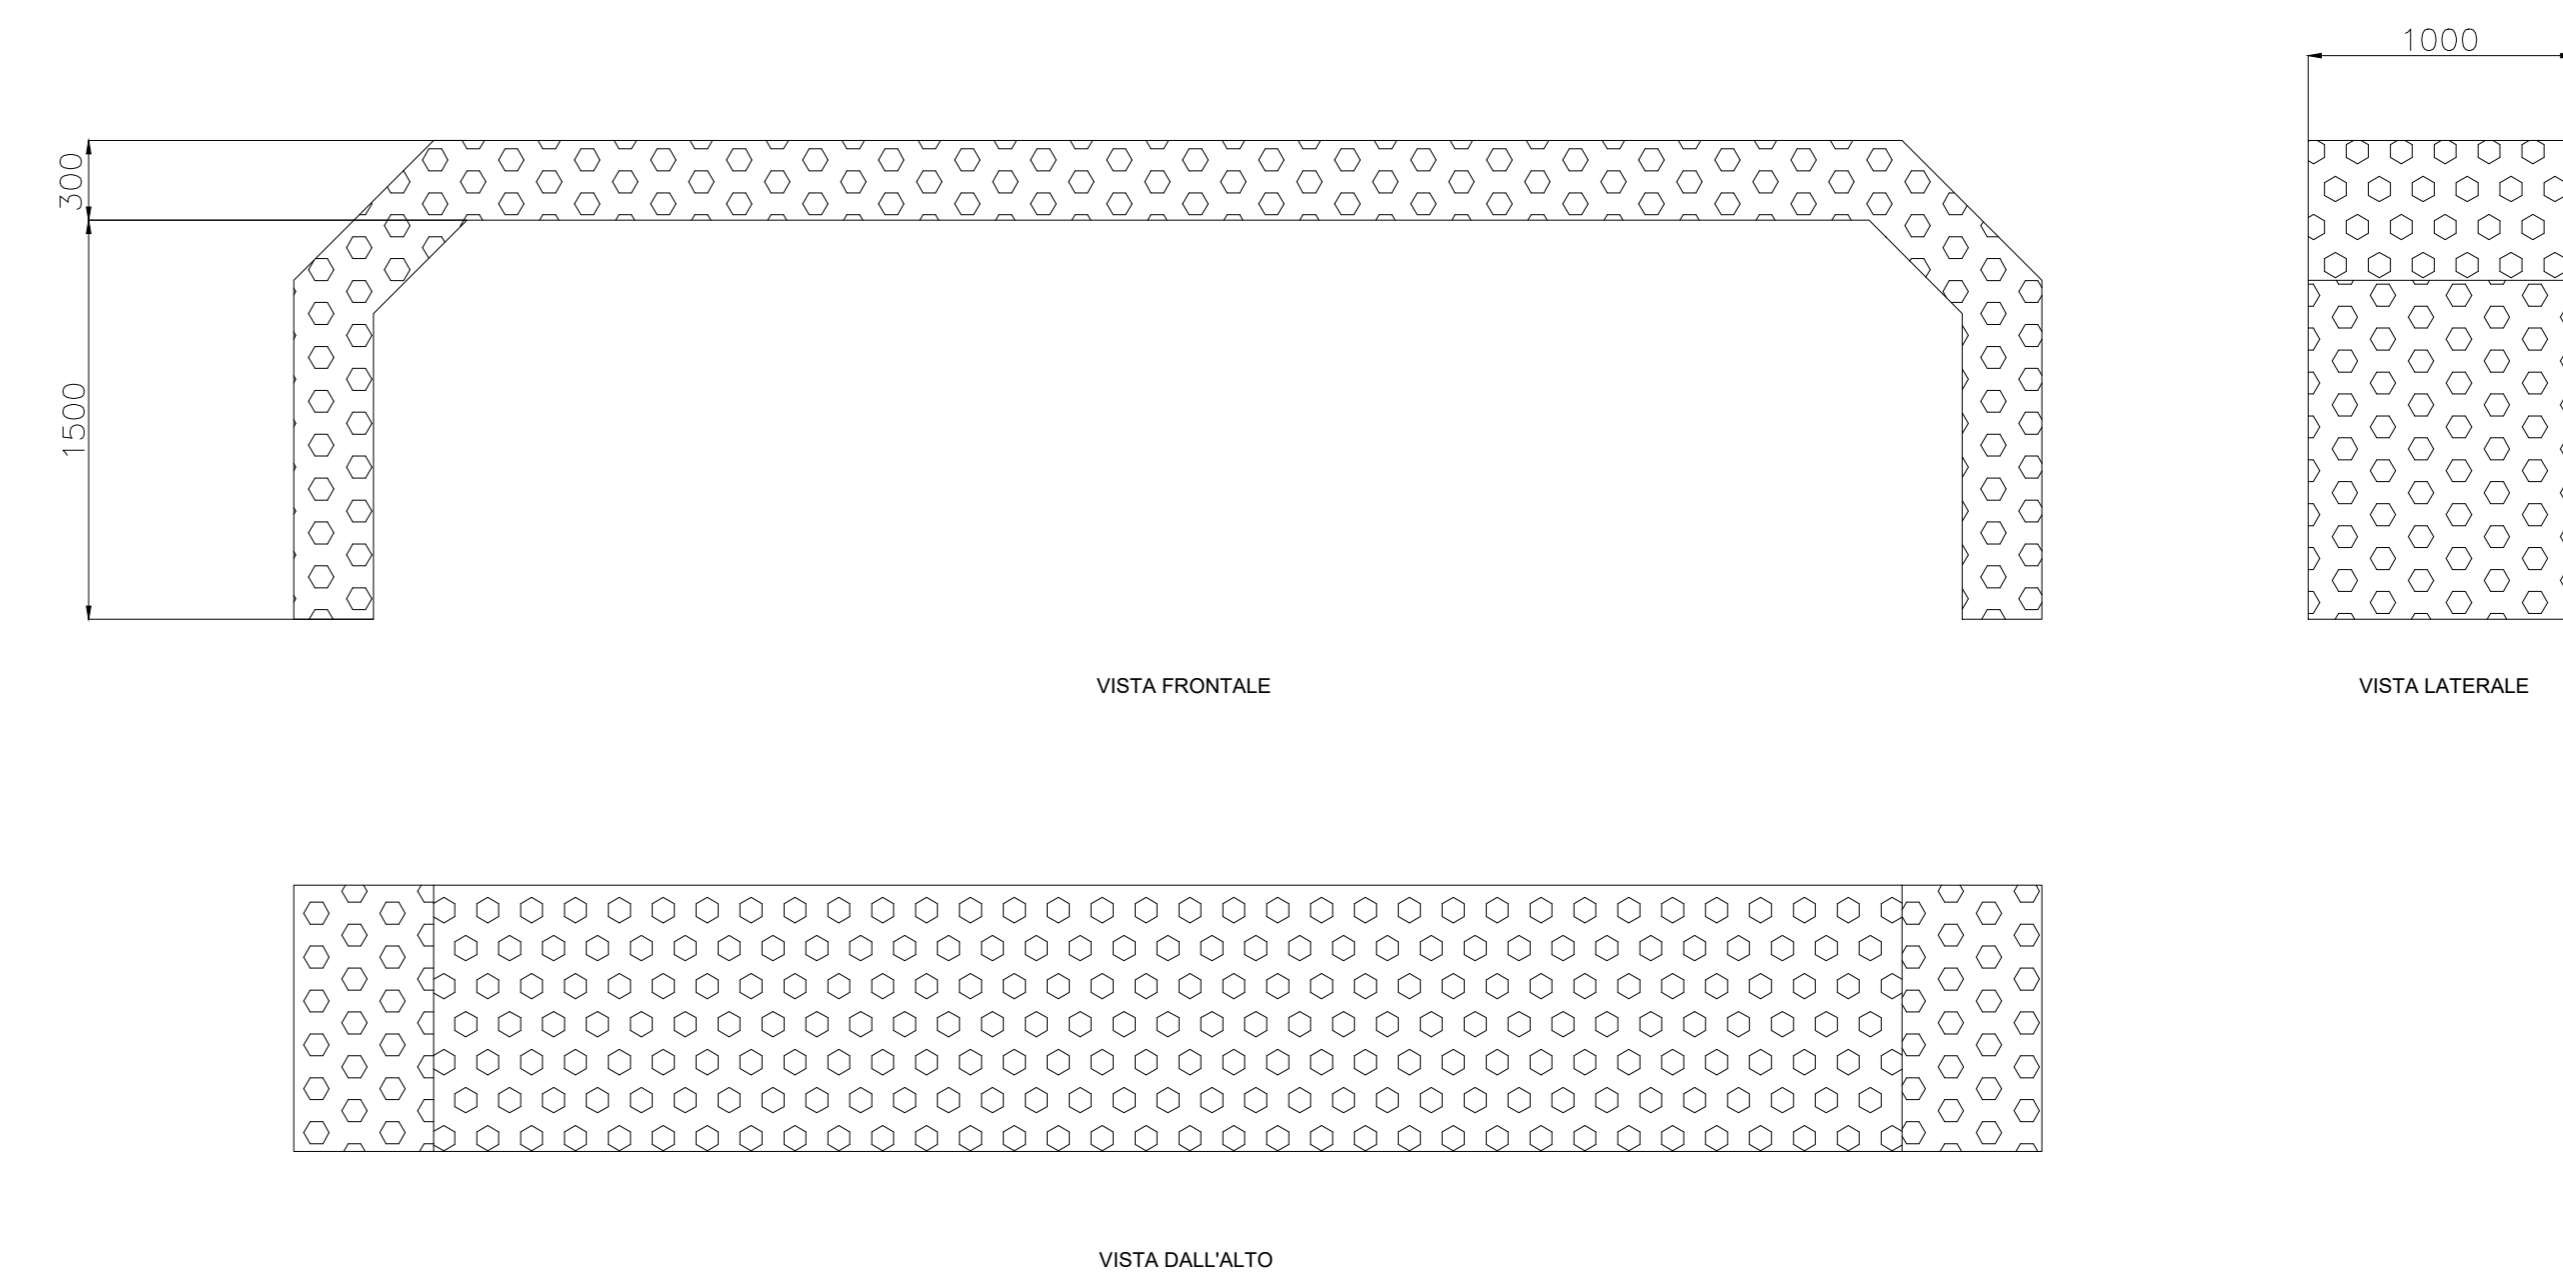 1000
300
1500
VISTA FRONTALE
VISTA LATERALE
VISTA DALL'ALTO